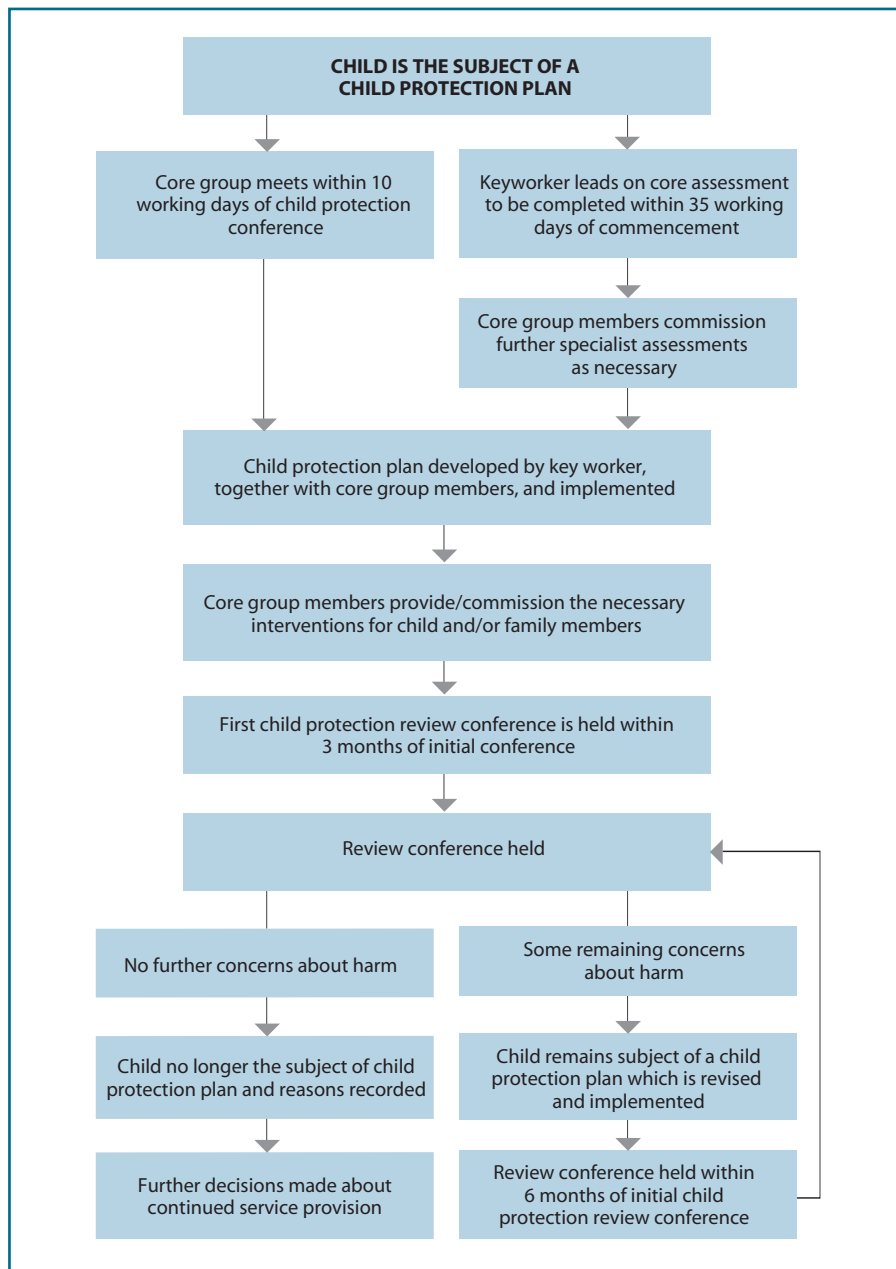 CHILD IS THE SUBJECT OF A
CHILD PROTECTION PLAN
Core group meets within 10
working days of child protection
conference
Keyworker leads on core assessment
to be completed within 35 working
days of commencement
Core group members commission
further specialist assessments
as necessary
Child protection plan developed by key worker,
together with core group members, and implemented
Core group members provide/commission the necessary
interventions for child and/or family members
First child protection review conference is held within
3 months of initial conference
Review conference held
No further concerns about harm
Some remaining concerns
about harm
Child no longer the subject of child
protection plan and reasons recorded
Child remains subject of a child
protection plan which is revised
and implemented
Further decisions made about
continued service provision
Review conference held within
6 months of initial child
protection review conference